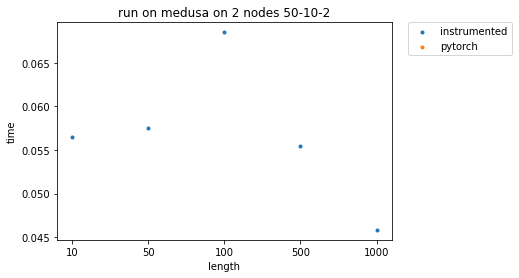 run on medusa on 2 nodes 50-10-2
instrumented
pytorch
0.065
0.060
0.055
0.050
0.045
time
10 50 100 500 1000
length